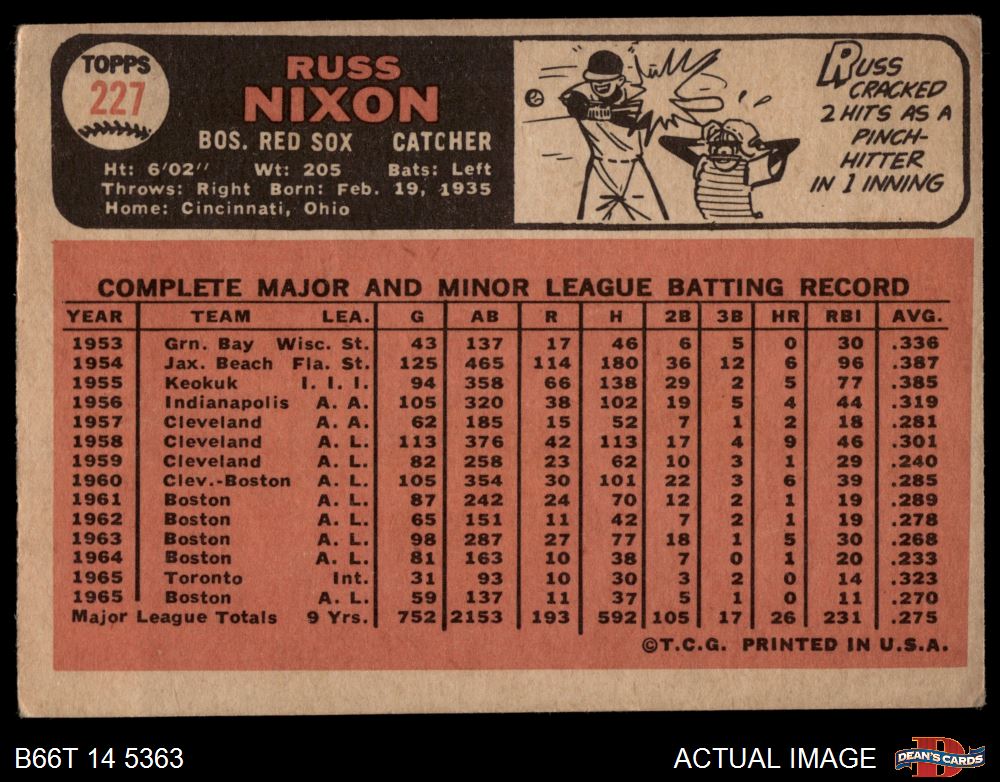 TOPPS
227
RUSS
NIXON
BOS. RED SOX CATCHER
Ht: 6'02" Wt: 205 Bats: Left
Throws: Right Born: Feb. 19, 1935
Home: Cincinnati, Ohio
RUSS
CRACKED
2 HITS AS A
PINCH-
HITTER
IN 1 INNING
COMPLETE MAJOR AND MINOR LEAGUE BATTING RECORD
YEAR TEAM LEA. G AB R H 2B 3B HR RBI AVG.
1953 Grn. Bay Wisc. St. 43 137 17 46 6 5 0 30 .336
1954 Jax. Beach Fla. St. 125 465 114 180 36 12 6 96 .387
1955 Keokuk I. I. I. 94 358 66 138 29 2 5 77 .385
1956 Indianapolis A. A. 105 320 38 102 19 5 4 44 .319
1957 Cleveland A. A. 62 185 15 52 7 1 2 18 .281
1958 Cleveland A. L. 113 376 42 113 17 4 9 46 .301
1959 Cleveland A. L. 82 258 23 62 10 3 1 29 .240
1960 Clev.-Boston A. L. 105 354 30 101 22 3 6 39 .285
1961 Boston A. L. 87 242 24 70 12 2 1 19 .289
1962 Boston A. L. 65 151 11 42 7 2 1 19 .278
1963 Boston A. L. 98 287 27 77 18 1 5 30 .268
1964 Boston A. L. 81 163 10 38 7 0 1 20 .233
1965 Toronto Int. 31 93 10 30 3 2 0 14 .323
1965 Boston A. L. 59 137 11 37 5 1 0 11 .270
Major League Totals 9 Yrs. 752 2153 193 592 105 17 26 231 .275
©T.C.G. PRINTED IN U.S.A.
B66T 14 5363
ACTUAL IMAGE
D
DEAN'S CARDS